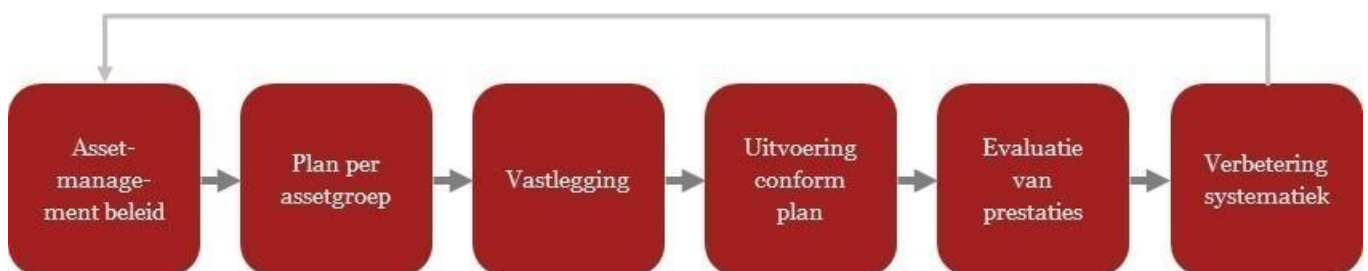 Asset-
manage-
ment beleid
Plan per
assetgroep
Vastlegging
Uitvoering
conform
plan
Evaluatie
van
prestaties
Verbetering
systematiek